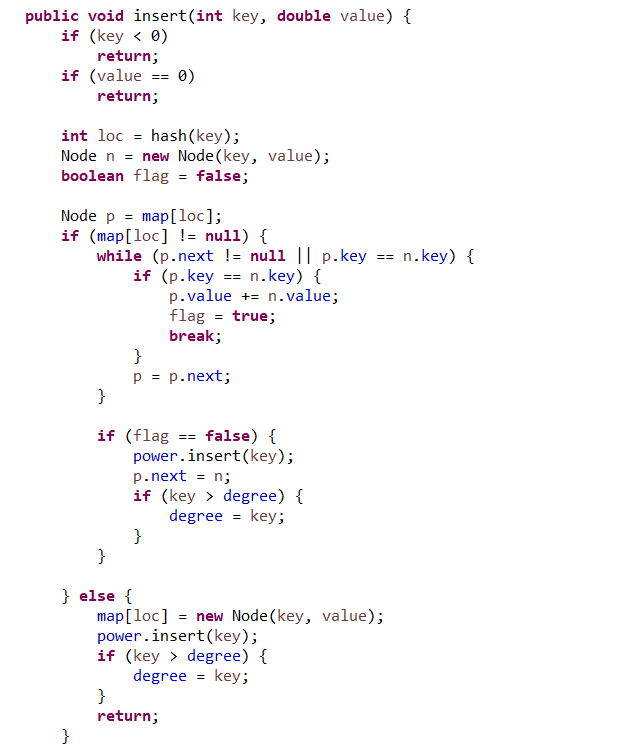 public void insert(int key, double value) {
    if (key < 0)
        return;
    if (value == 0)
        return;

    int loc = hash(key);
    Node n = new Node(key, value);
    boolean flag = false;

    Node p = map[loc];
    if (map[loc] != null) {
        while (p.next != null || p.key == n.key) {
            if (p.key == n.key) {
                p.value += n.value;
                flag = true;
                break;
            }
            p = p.next;
        }

        if (flag == false) {
            power.insert(key);
            p.next = n;
            if (key > degree) {
                degree = key;
            }
        }

    } else {
        map[loc] = new Node(key, value);
        power.insert(key);
        if (key > degree) {
            degree = key;
        }
        return;
    }